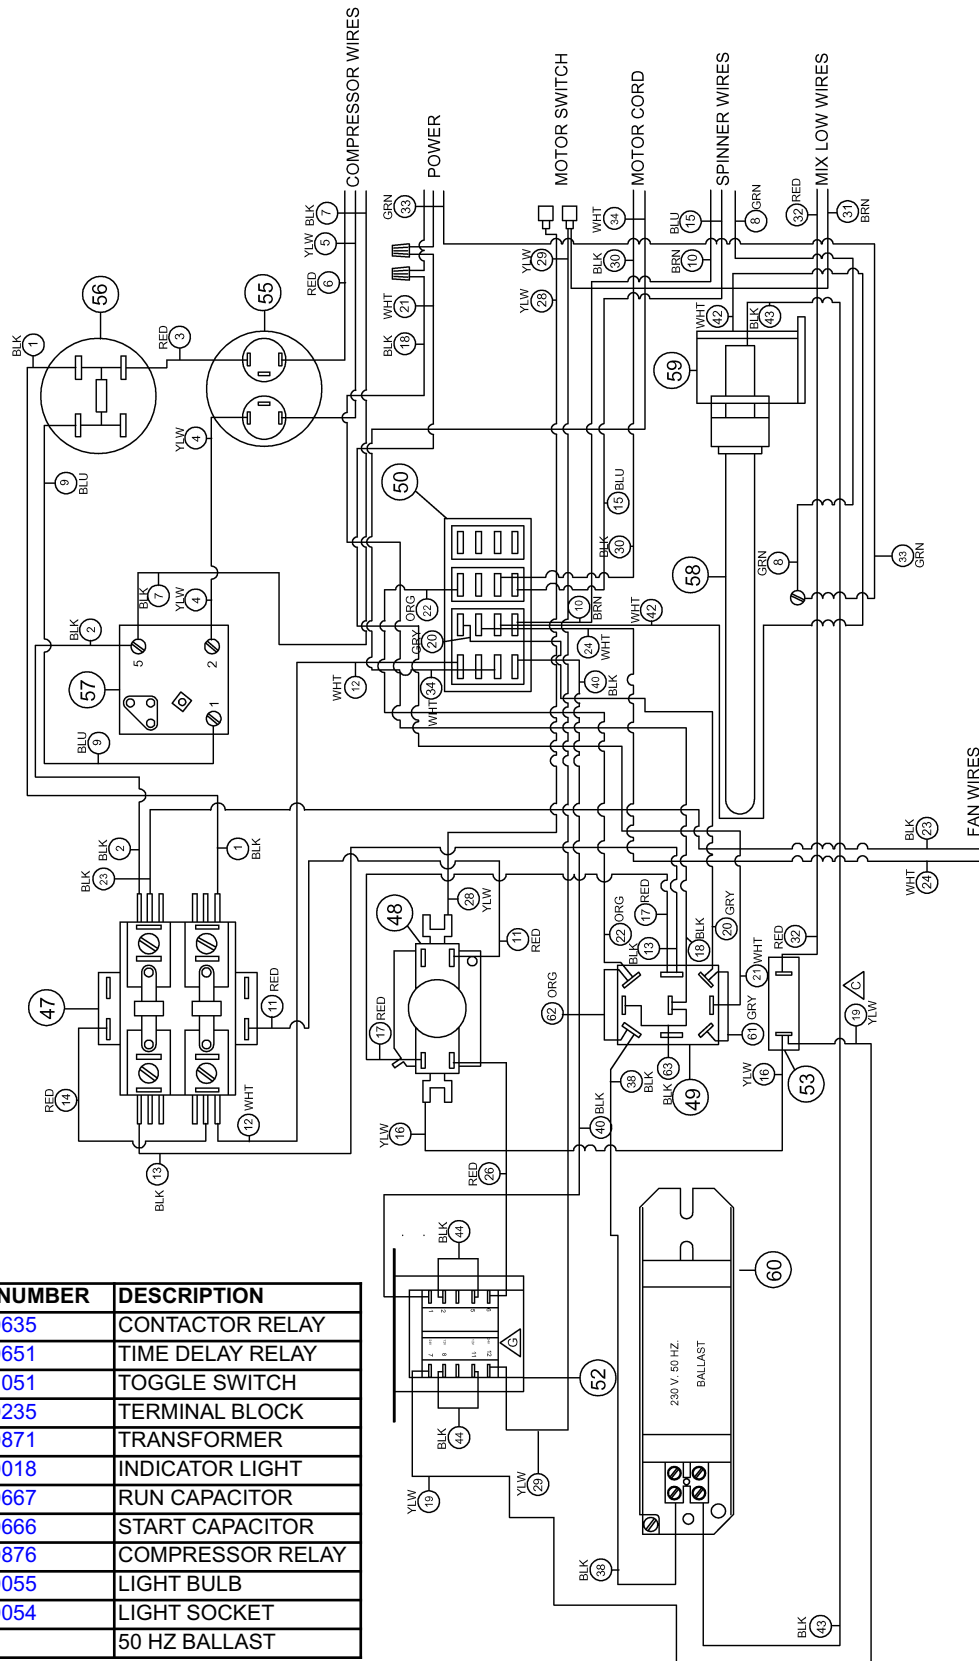 COMPRESSOR WIRES
POWER
MOTOR SWITCH
MOTOR CORD
SPINNER WIRES
MIX LOW WIRES
BLK 7
YLW 5
RED 6
GRN 33
WHT 21
BLK 18
YLW 29
YLW 28
WHT 34
BLK 30
BLU 15
BRN 10
8 GRN
32 RED
31 BRN
56
BLK 1
RED 3
55
YLW 4
9 BLU
50
59
WHT 42
BLK 43
15 BLU
BLK 30
58
GRN 8
33 GRN
57
5
2
1
BLK 2
BLK 7
YLW 4
BLU 9
ORG 22
GRY 20
10 BRN
WHT 42
24 WHT
WHT 12
WHT 34
40 BLK
FAN WIRES
BLK 23
WHT 24
BLK 2
BLK 23
1 BLK
47
11 RED
RED 14
12 WHT
BLK 13
48
28 YLW
11 RED
17 RED
YLW 16
RED 26
17 RED
22 ORG
BLK 13
18 BLK
20 GRY
21 WHT
62 ORG
61 GRY
38 BLK
BLK 63
49
RED 32
C
19 YLW
YLW 16
53
40 BLK
BLK 44
1
2
5
7
8
11
12
G
52
BLK 44
YLW 19
YLW 29
60
230 V. 50 HZ.
BALLAST
BLK 38
BLK 43
NUMBER DESCRIPTION
635 CONTACTOR RELAY
651 TIME DELAY RELAY
051 TOGGLE SWITCH
235 TERMINAL BLOCK
871 TRANSFORMER
018 INDICATOR LIGHT
667 RUN CAPACITOR
666 START CAPACITOR
876 COMPRESSOR RELAY
055 LIGHT BULB
054 LIGHT SOCKET
50 HZ BALLAST